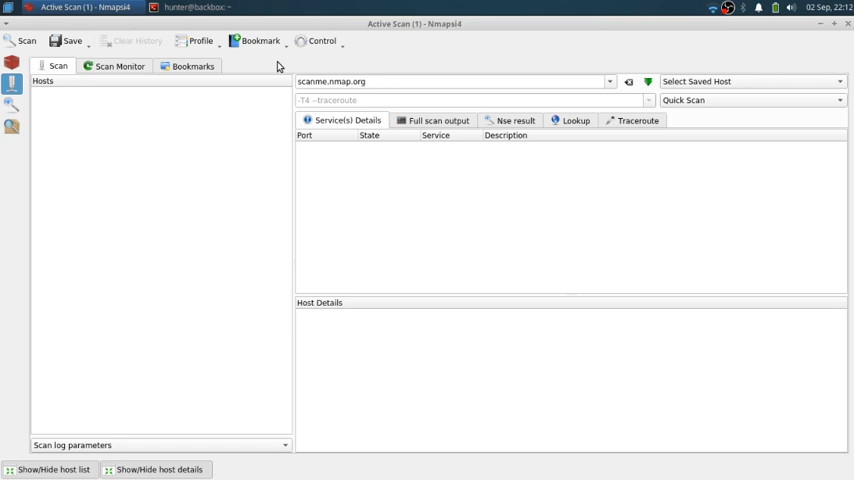 Active Scan (1) - Nmapsi4
hunter@backbox: ~
02 Sep, 22:12
Active Scan (1) - Nmapsi4
Scan Save Clear History Profile Bookmark Control
Scan Scan Monitor Bookmarks
Hosts
scanme.nmap.org
Select Saved Host
-T4 --traceroute
Quick Scan
Service(s) Details Full scan output Nse result Lookup Traceroute
Port State Service Description
Host Details
Scan log parameters
Show/Hide host list Show/Hide host details